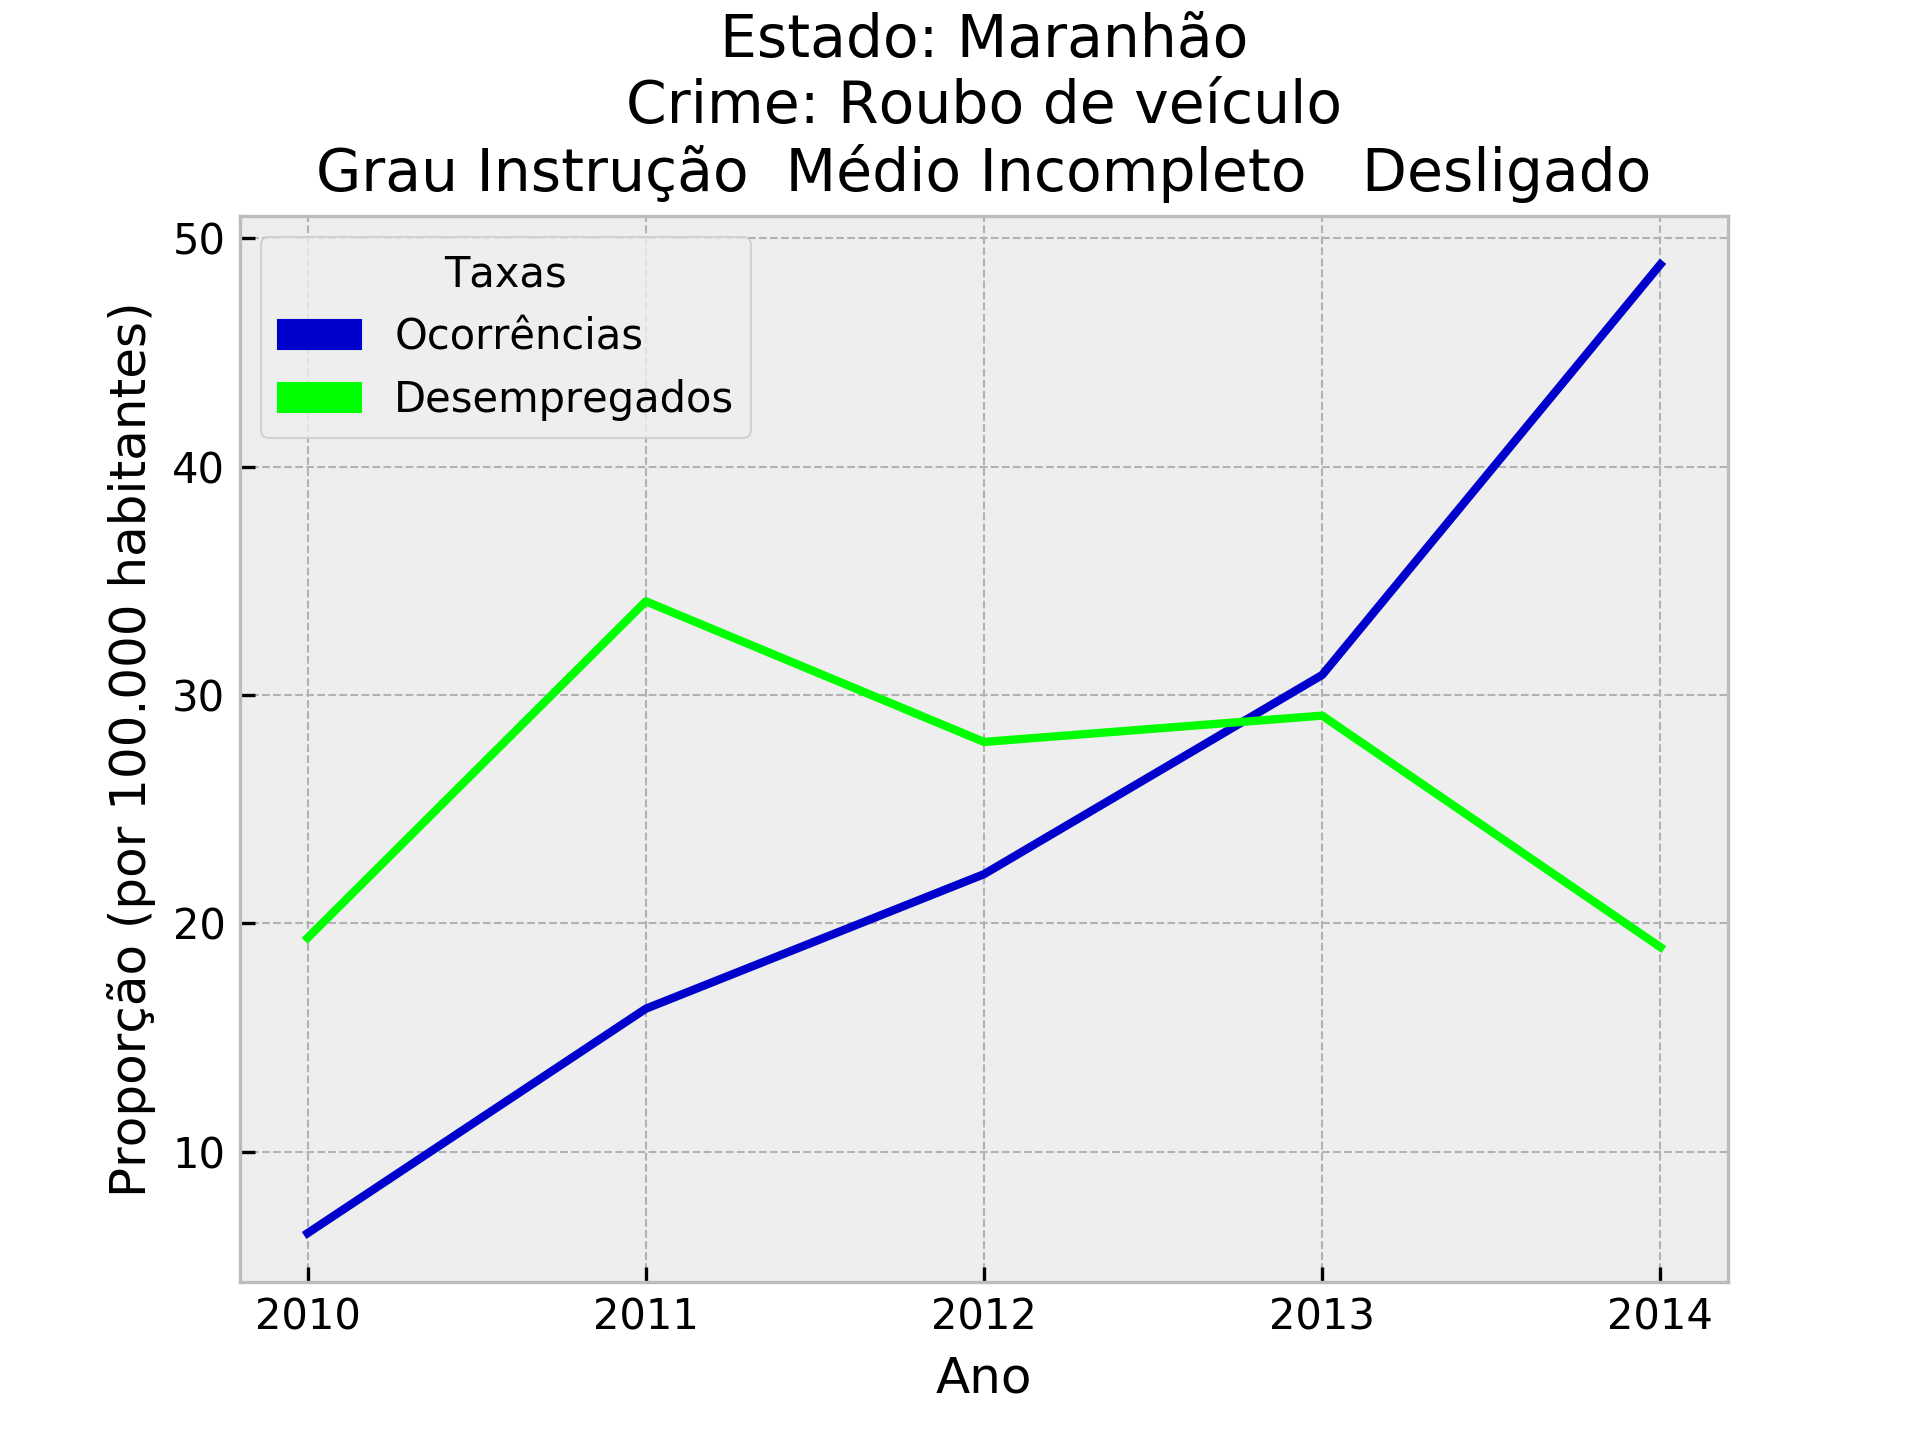 Estado: Maranhão
Crime: Roubo de veículo
Grau Instrução  Médio Incompleto   Desligado
Proporção (por 100.000 habitantes)
50
40
30
20
10
Taxas
Ocorrências
Desempregados
2010 2011 2012 2013 2014
Ano